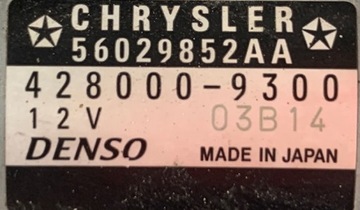 CHRYSLER
56029852AA
428000-9300
12V 03B14
DENSO MADE IN JAPAN